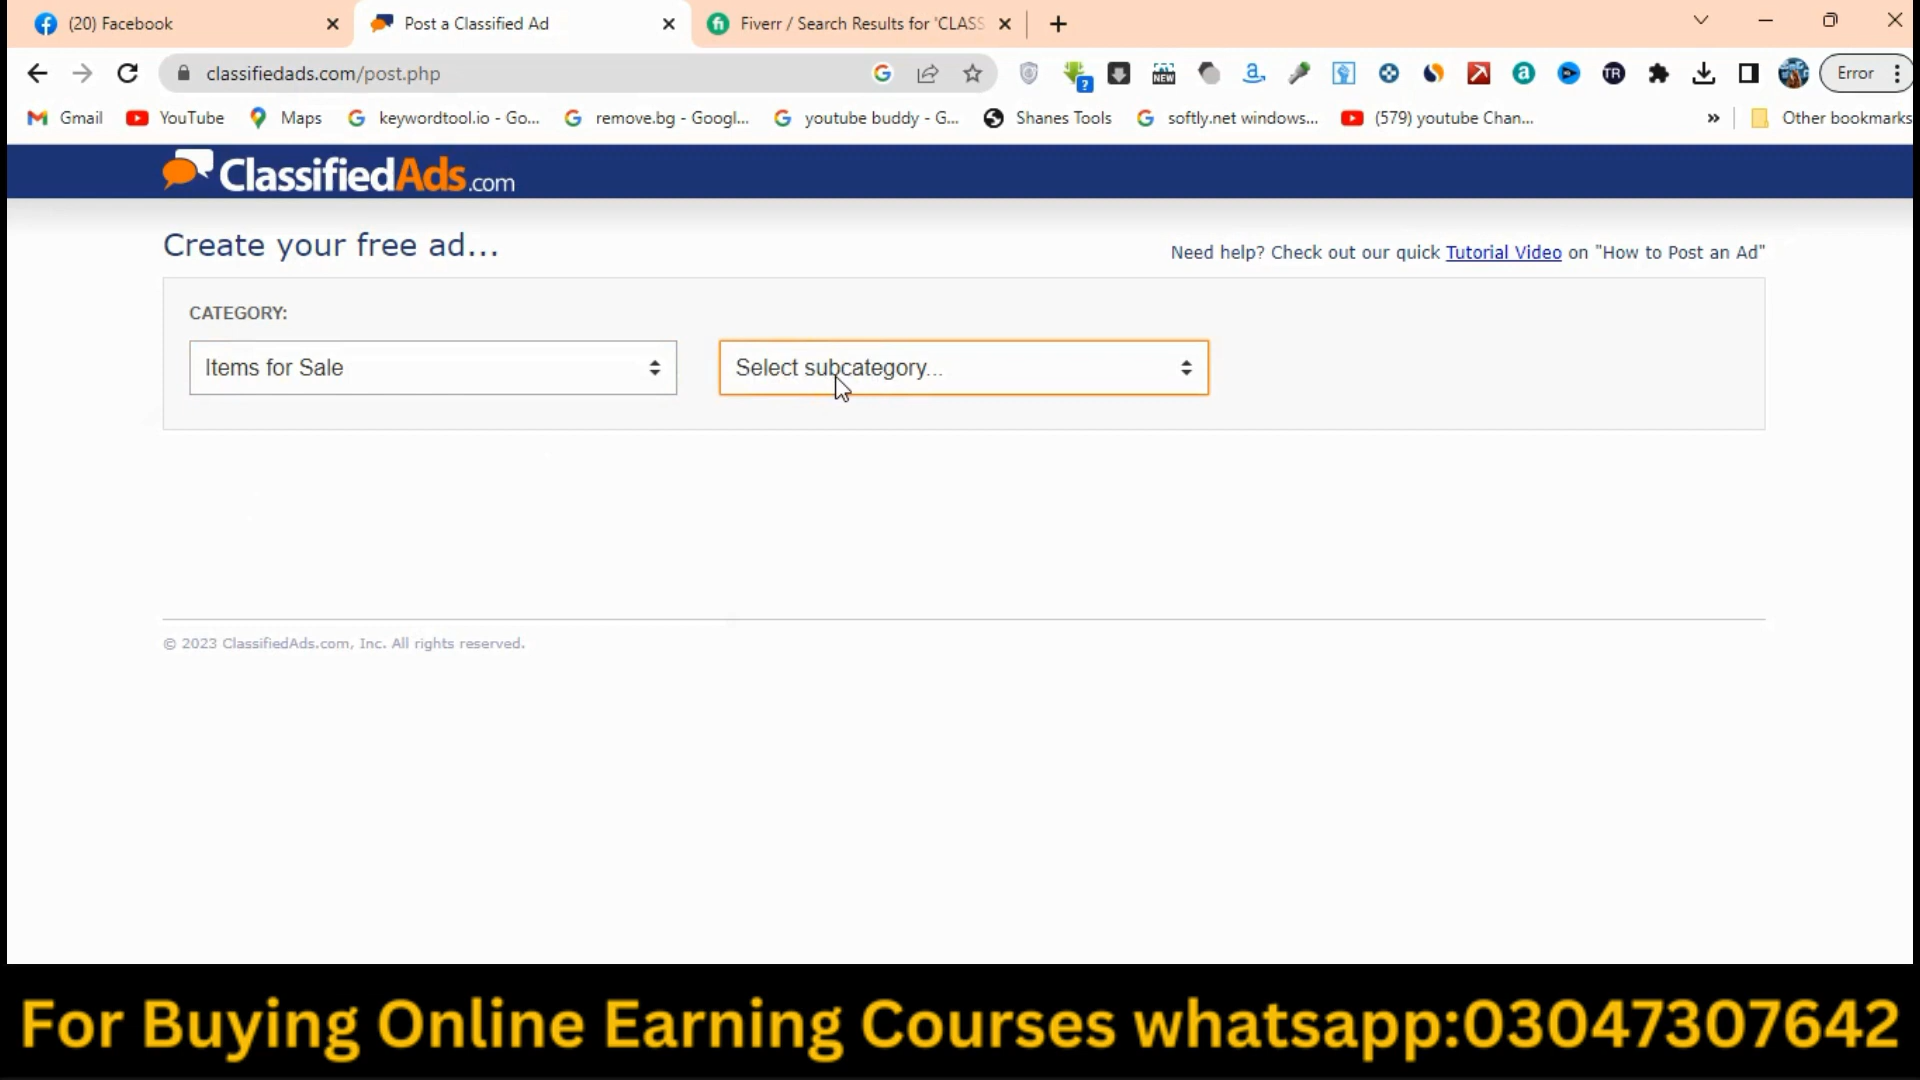 (20) Facebook
Post a Classified Ad
Fiverr / Search Results for 'CLASS
classifiedads.com/post.php
?
NEW
a
TR
a
Error
Gmail
YouTube
Maps
keywordtool.io - Go...
remove.bg - Googl...
youtube buddy - G...
Shanes Tools
softly.net windows...
(579) youtube Chan...
»
Other bookmarks
ClassifiedAds.com
Create your free ad...
Need help? Check out our quick Tutorial Video on "How to Post an Ad"
CATEGORY:
Items for Sale
Select subcategory...
© 2023 ClassifiedAds.com, Inc. All rights reserved.
For Buying Online Earning Courses whatsapp:03047307642